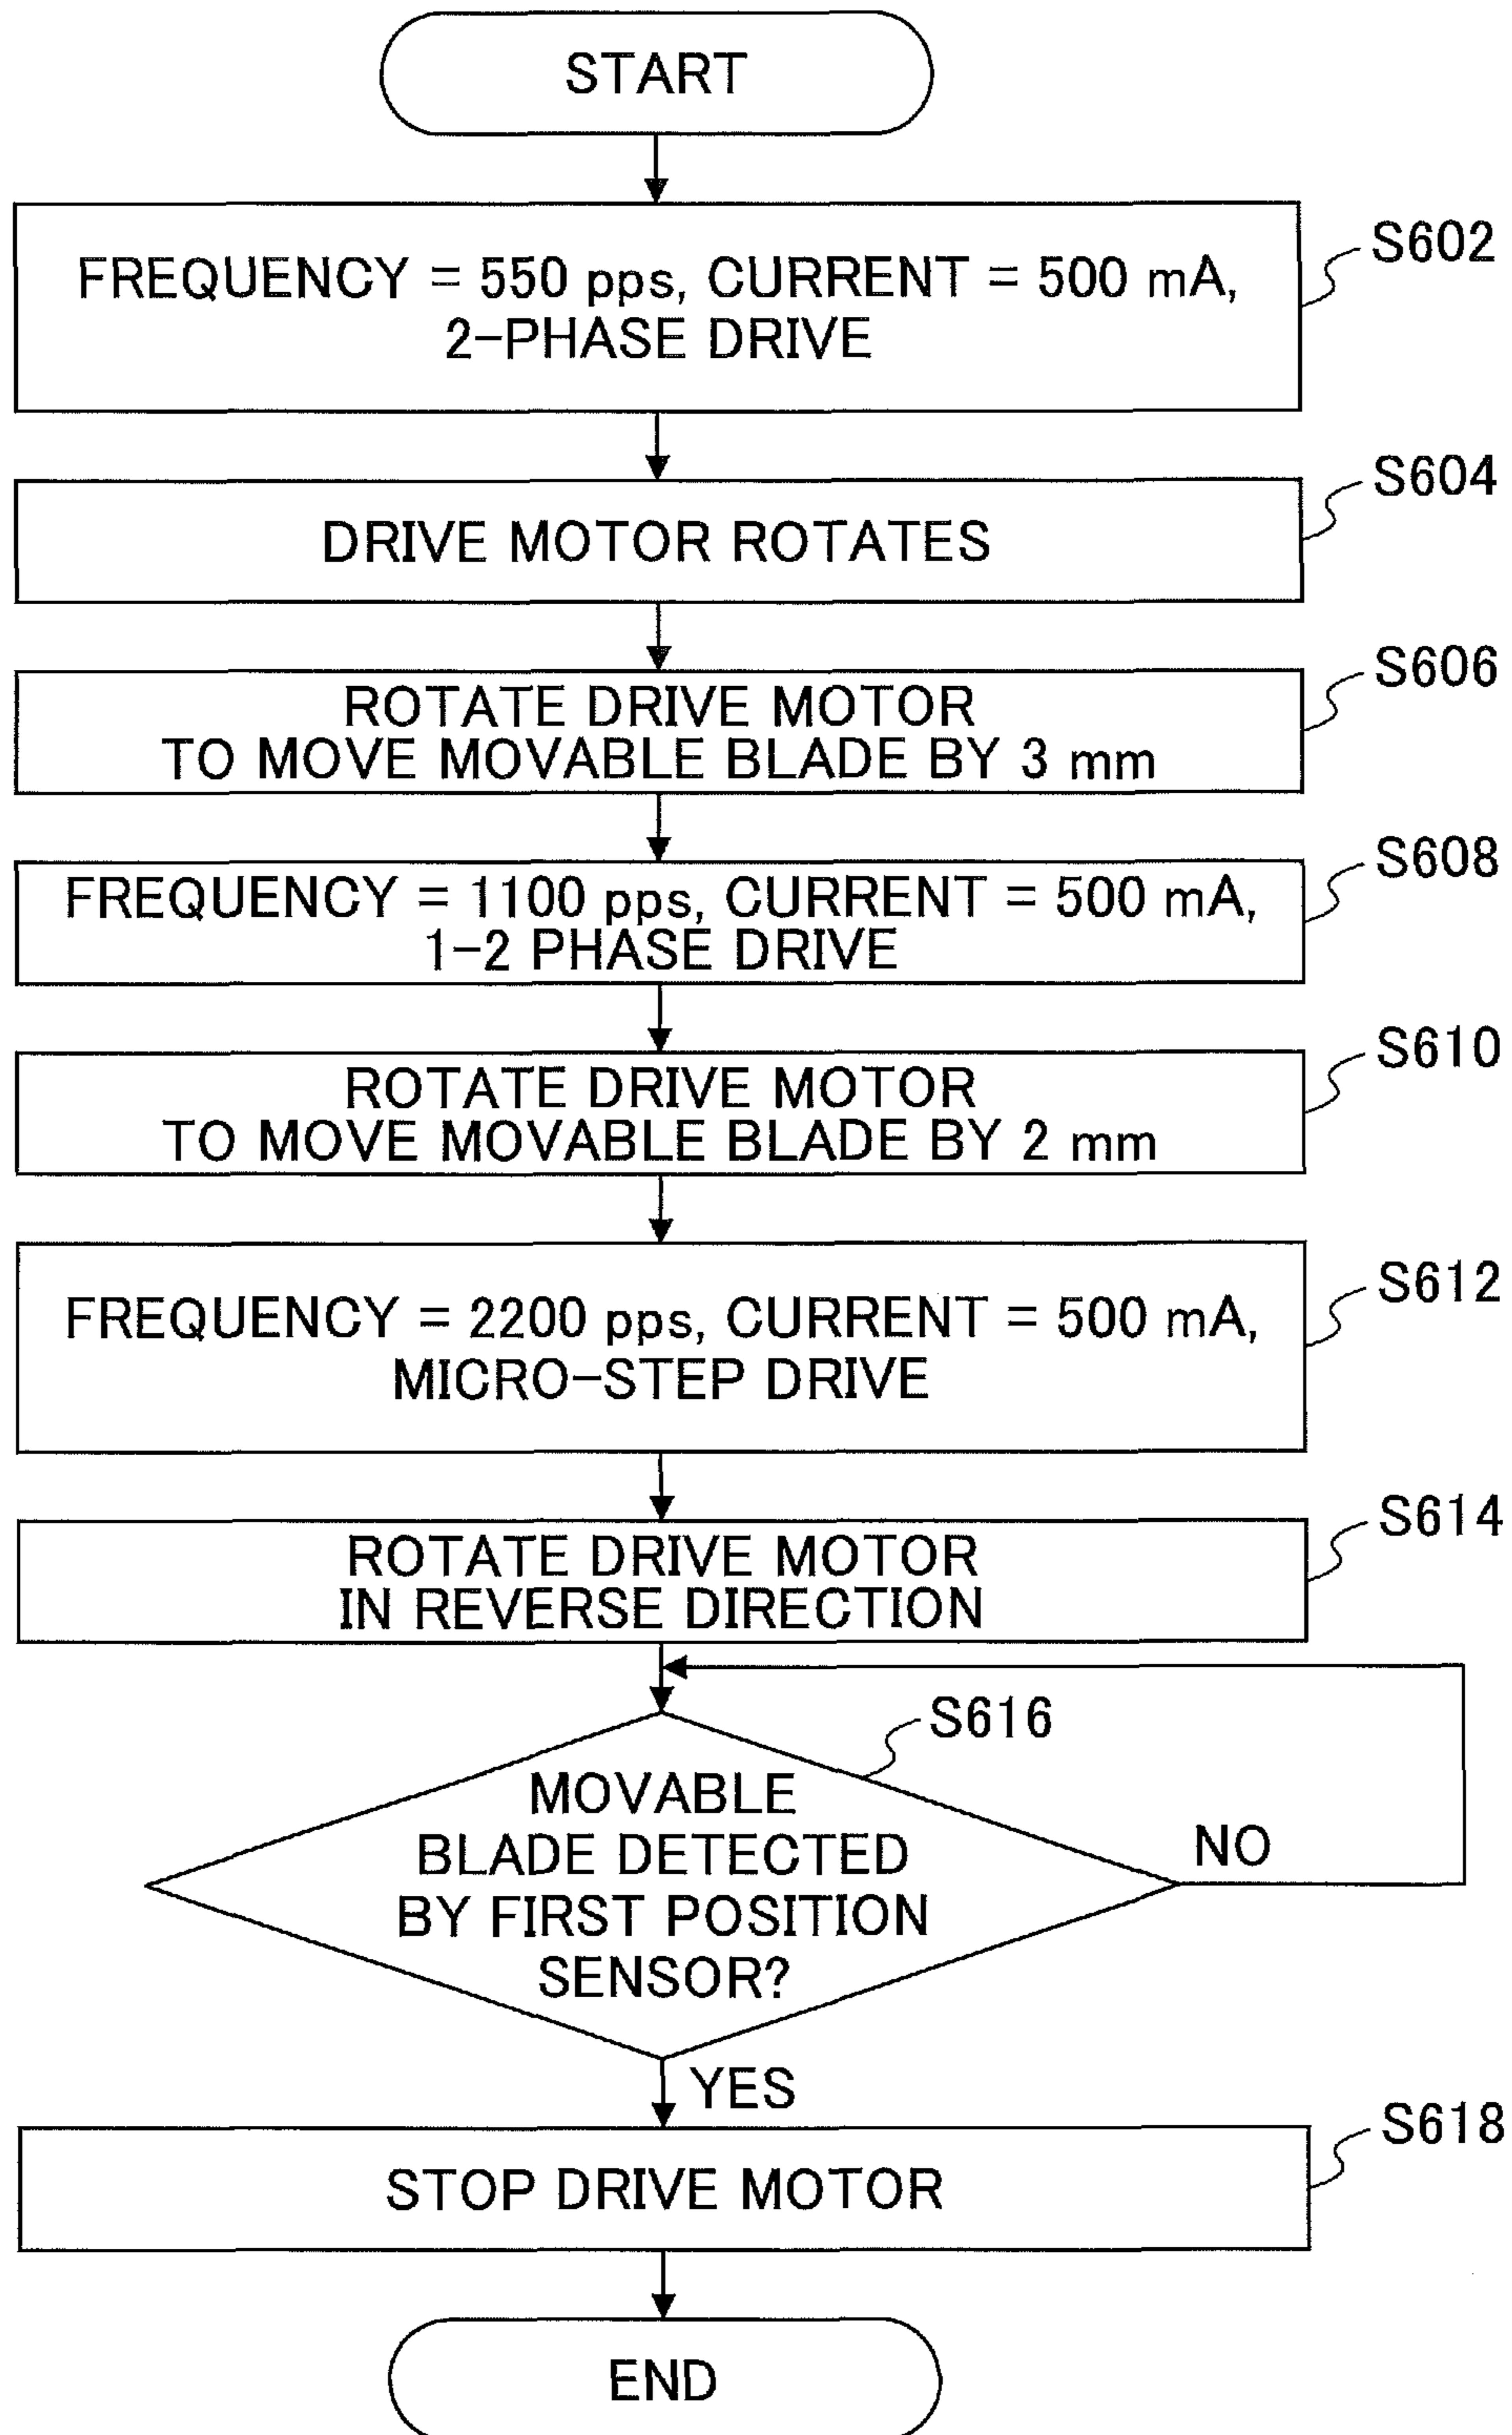 START
FREQUENCY = 550 pps, CURRENT = 500 mA,
2-PHASE DRIVE
S602
DRIVE MOTOR ROTATES
S604
ROTATE DRIVE MOTOR
TO MOVE MOVABLE BLADE BY 3 mm
S606
FREQUENCY = 1100 pps, CURRENT = 500 mA,
1-2 PHASE DRIVE
S608
ROTATE DRIVE MOTOR
TO MOVE MOVABLE BLADE BY 2 mm
S610
FREQUENCY = 2200 pps, CURRENT = 500 mA,
MICRO-STEP DRIVE
S612
ROTATE DRIVE MOTOR
IN REVERSE DIRECTION
S614
S616
MOVABLE
BLADE DETECTED
BY FIRST POSITION
SENSOR?
NO
YES
STOP DRIVE MOTOR
S618
END